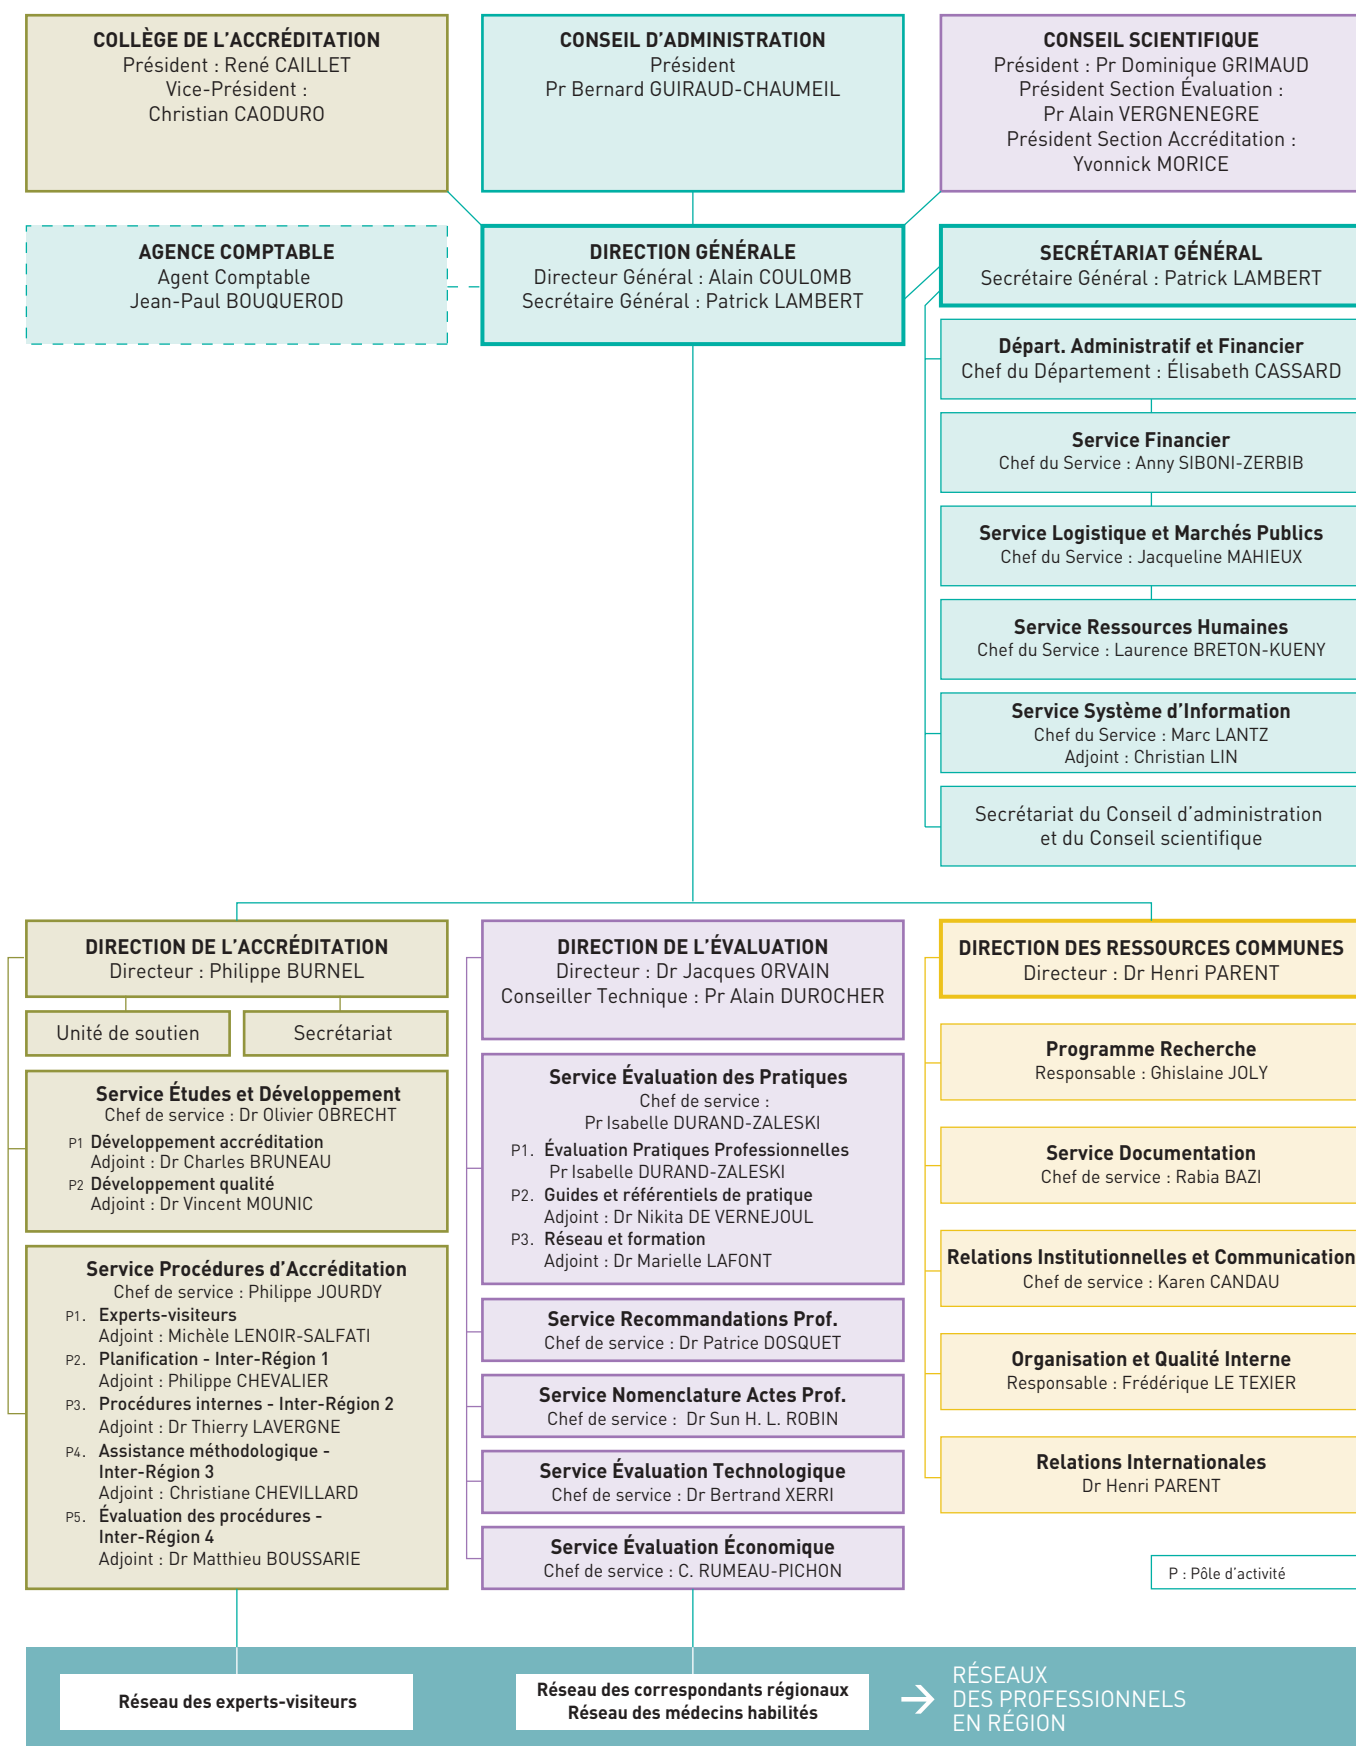 COLLÈGE DE L'ACCRÉDITATION
Président : René CAILLET
Vice-Président :
Christian CAODURO
CONSEIL D'ADMINISTRATION
Président
Pr Bernard GUIRAUD-CHAUMEIL
CONSEIL SCIENTIFIQUE
Président : Pr Dominique GRIMAUD
Président Section Évaluation :
Pr Alain VERGNENEGRE
Président Section Accréditation :
Yvonnick MORICE
AGENCE COMPTABLE
Agent Comptable
Jean-Paul BOUQUEROD
DIRECTION GÉNÉRALE
Directeur Général : Alain COULOMB
Secrétaire Général : Patrick LAMBERT
SECRÉTARIAT GÉNÉRAL
Secrétaire Général : Patrick LAMBERT
Départ. Administratif et Financier
Chef du Département : Élisabeth CASSARD
Service Financier
Chef du Service : Anny SIBONI-ZERBIB
Service Logistique et Marchés Publics
Chef du Service : Jacqueline MAHIEUX
Service Ressources Humaines
Chef du Service : Laurence BRETON-KUENY
Service Système d'Information
Chef du Service : Marc LANTZ
Adjoint : Christian LIN
Secrétariat du Conseil d'administration
et du Conseil scientifique
DIRECTION DE L'ACCRÉDITATION
Directeur : Philippe BURNEL
Unité de soutien
Secrétariat
Service Études et Développement
Chef de service : Dr Olivier OBRECHT
P1 Développement accréditation
Adjoint : Dr Charles BRUNEAU
P2 Développement qualité
Adjoint : Dr Vincent MOUNIC
Service Procédures d'Accréditation
Chef de service : Philippe JOURDY
P1. Experts-visiteurs
Adjoint : Michèle LENOIR-SALFATI
P2. Planification - Inter-Région 1
Adjoint : Philippe CHEVALIER
P3. Procédures internes - Inter-Région 2
Adjoint : Dr Thierry LAVERGNE
P4. Assistance méthodologique -
Inter-Région 3
Adjoint : Christiane CHEVILLARD
P5. Évaluation des procédures -
Inter-Région 4
Adjoint : Dr Matthieu BOUSSARIE
DIRECTION DE L'ÉVALUATION
Directeur : Dr Jacques ORVAIN
Conseiller Technique : Pr Alain DUROCHER
Service Évaluation des Pratiques
Chef de service :
Pr Isabelle DURAND-ZALESKI
P1. Évaluation Pratiques Professionnelles
Pr Isabelle DURAND-ZALESKI
P2. Guides et référentiels de pratique
Adjoint : Dr Nikita DE VERNEJOUL
P3. Réseau et formation
Adjoint : Dr Marielle LAFONT
Service Recommandations Prof.
Chef de service : Dr Patrice DOSQUET
Service Nomenclature Actes Prof.
Chef de service : Dr Sun H. L. ROBIN
Service Évaluation Technologique
Chef de service : Dr Bertrand XERRI
Service Évaluation Économique
Chef de service : C. RUMEAU-PICHON
DIRECTION DES RESSOURCES COMMUNES
Directeur : Dr Henri PARENT
Programme Recherche
Responsable : Ghislaine JOLY
Service Documentation
Chef de service : Rabia BAZI
Relations Institutionnelles et Communication
Chef de service : Karen CANDAU
Organisation et Qualité Interne
Responsable : Frédérique LE TEXIER
Relations Internationales
Dr Henri PARENT
P : Pôle d'activité
Réseau des experts-visiteurs
Réseau des correspondants régionaux
Réseau des médecins habilités
→ RÉSEAUX
DES PROFESSIONNELS
EN RÉGION